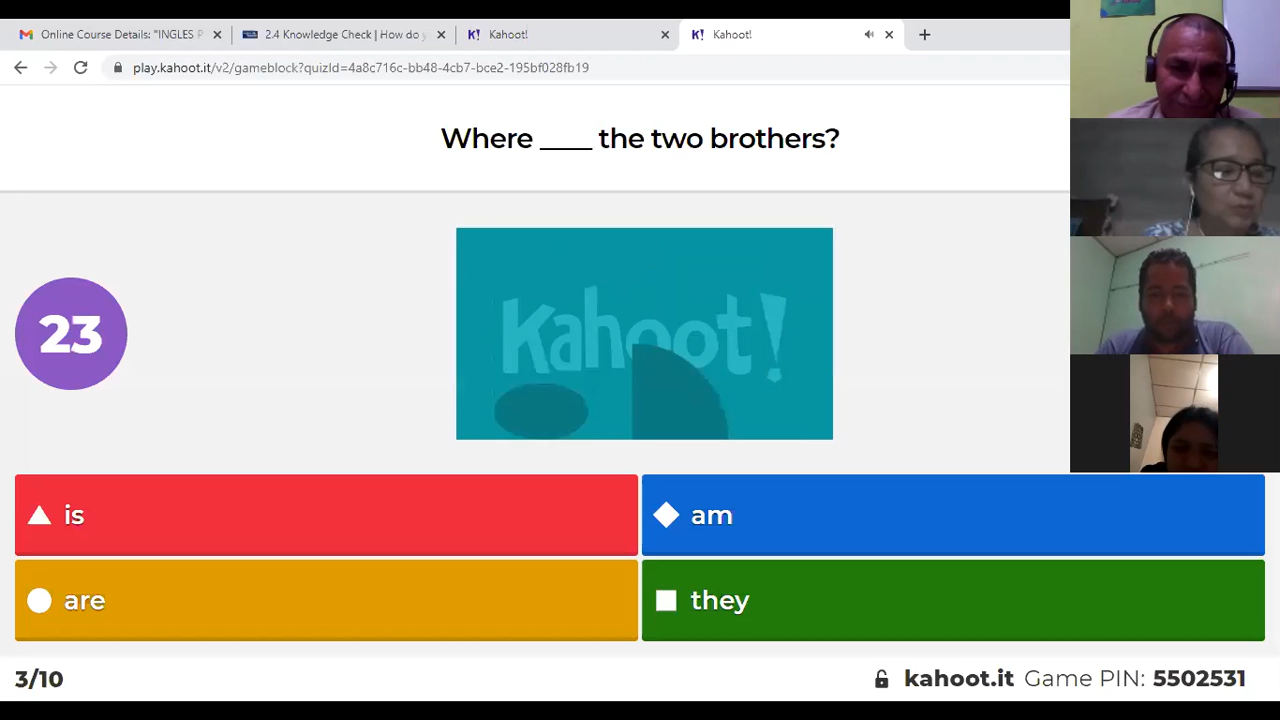 Online Course Details: "INGLES P
2.4 Knowledge Check | How do y
K! Kahoot!
K! Kahoot!
play.kahoot.it/v2/gameblock?quizId=4a8c716c-bb48-4cb7-bce2-195bf028fb19
Where ____ the two brothers?
23
Kahoot!
is
am
are
they
3/10
kahoot.it Game PIN: 5502531